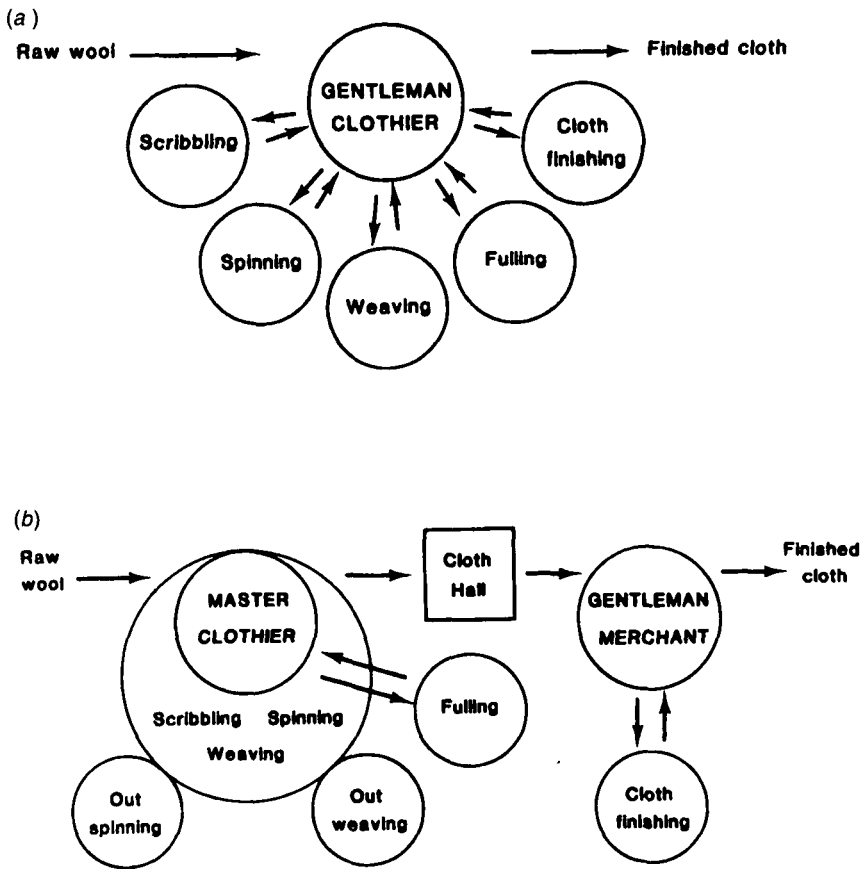 (a)
Raw wool
Finished cloth
GENTLEMAN
CLOTHIER
Scribbling
Cloth
finishing
Spinning
Fulling
Weaving
(b)
Raw
wool
MASTER
CLOTHIER
Cloth
Hall
GENTLEMAN
MERCHANT
Finished
cloth
Scribbling Spinning
Weaving
Fulling
Out
spinning
Out
weaving
Cloth
finishing